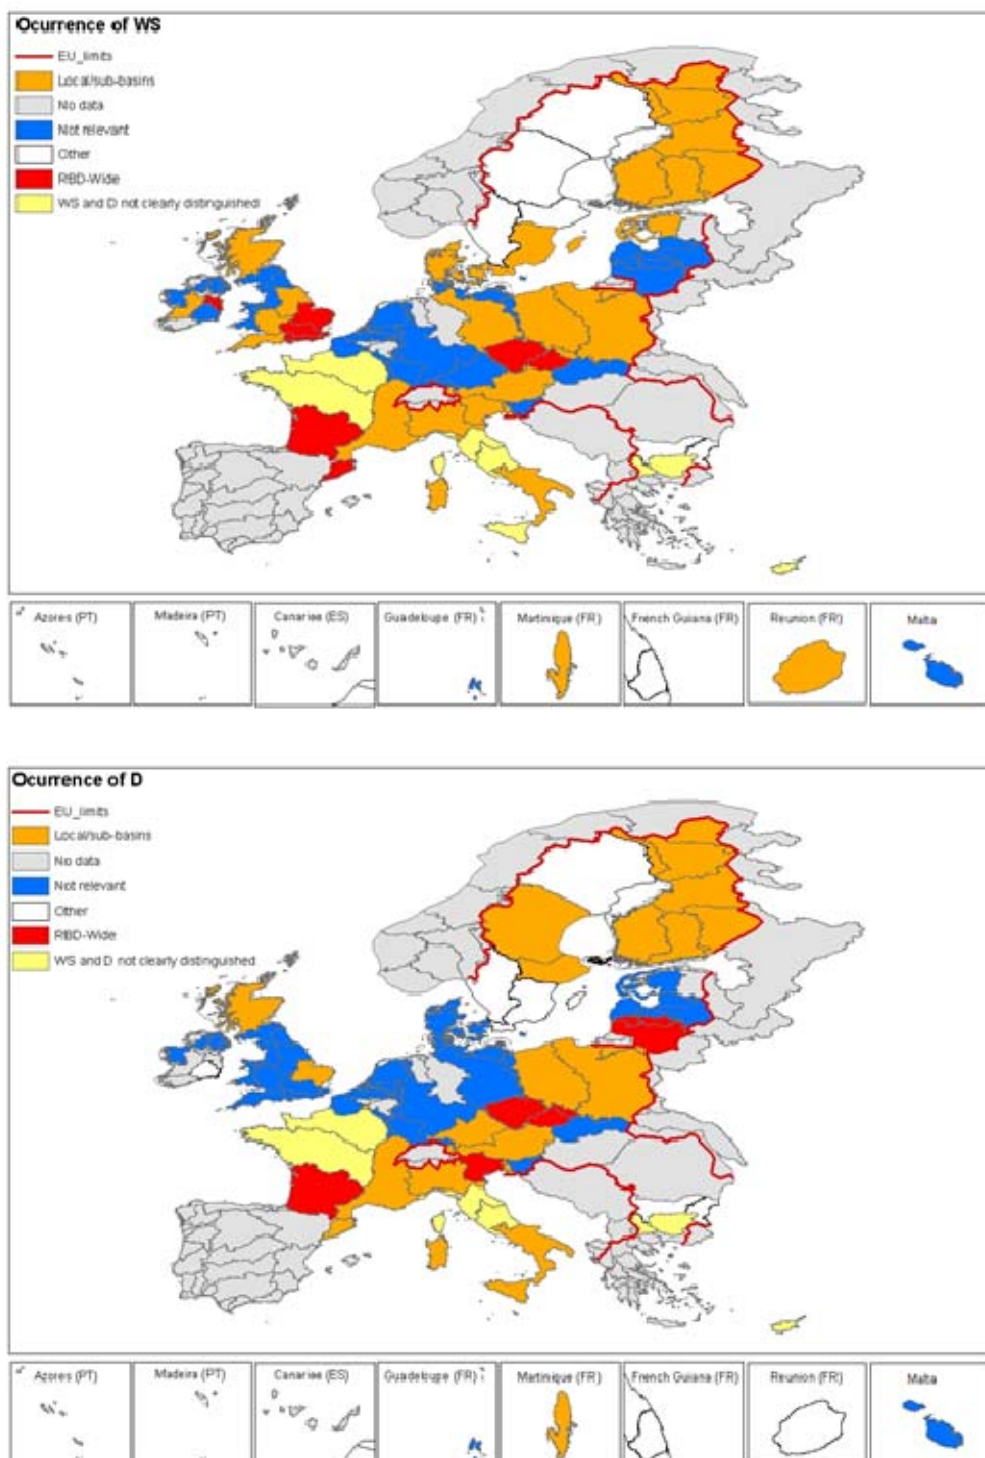 Ocurrence of WS
EU_limits
Local/sub-basins
No data
Not relevant
Other
RBD-Wide
WS and D not clearly distinguished
Azores (PT)
Madeira (PT)
Canarias (ES)
Guadeloupe (FR)
Martinique (FR)
French Guiana (FR)
Reunion (FR)
Malta
Ocurrence of D
EU_limits
Local/sub-basins
No data
Not relevant
Other
RBD-Wide
WS and D not clearly distinguished
Azores (PT)
Madeira (PT)
Canarias (ES)
Guadeloupe (FR)
Martinique (FR)
French Guiana (FR)
Reunion (FR)
Malta